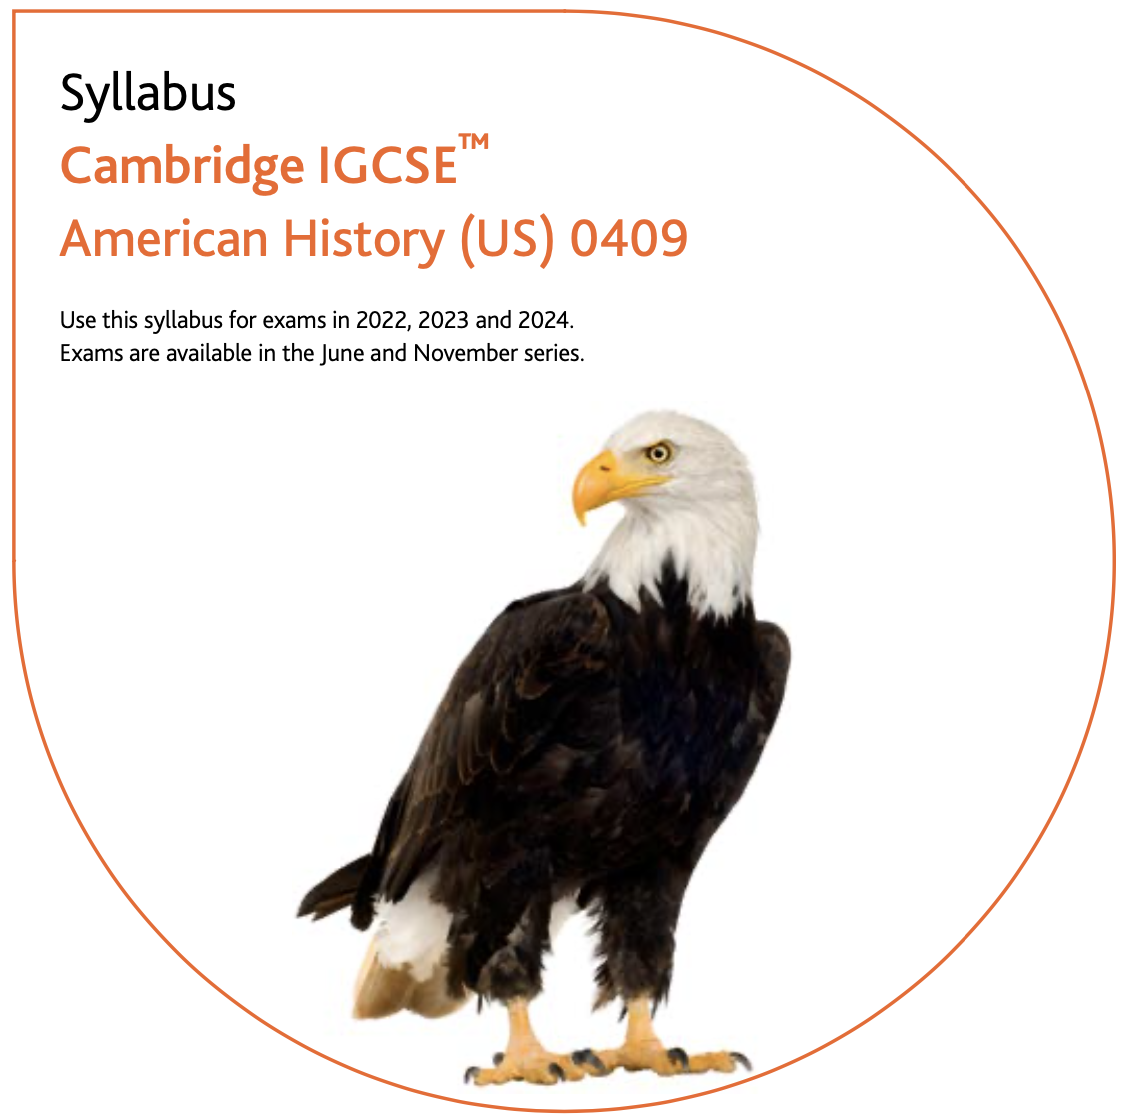 Syllabus
Cambridge IGCSE™
American History (US) 0409
Use this syllabus for exams in 2022, 2023 and 2024.
Exams are available in the June and November series.